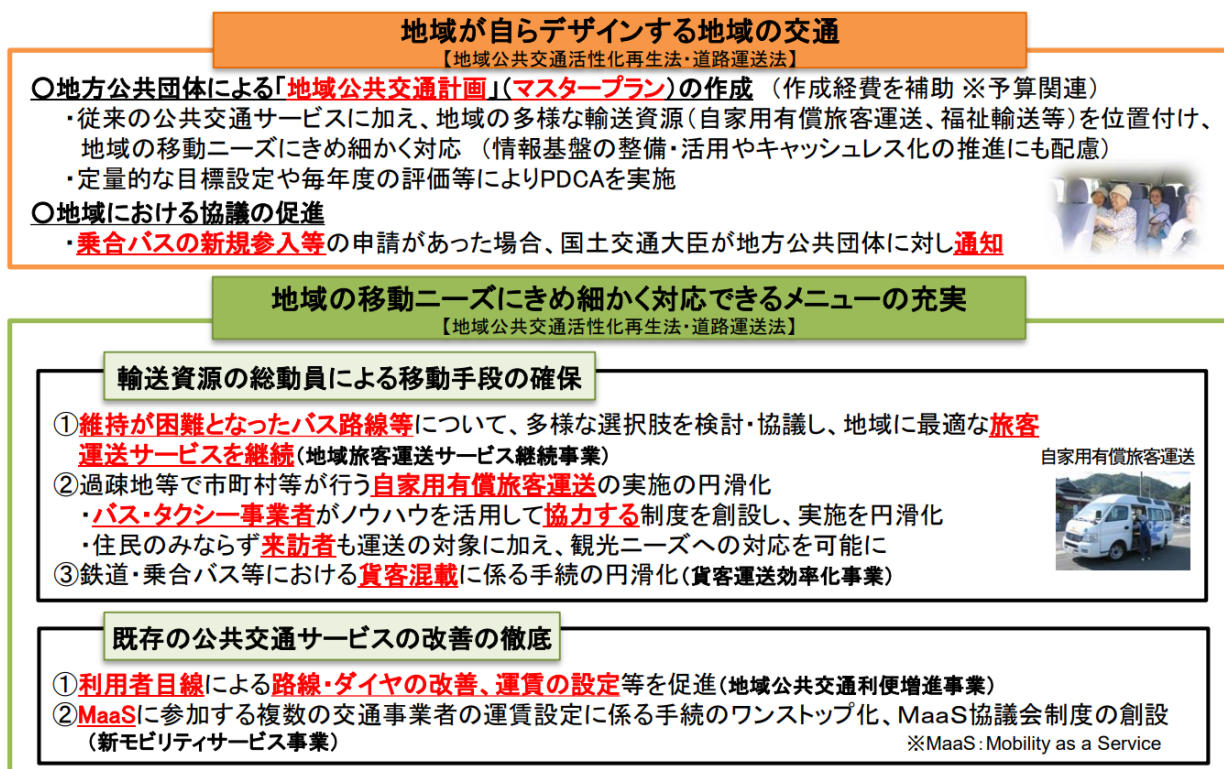 地域が自らデザインする地域の交通
【地域公共交通活性化再生法・道路運送法】
〇地方公共団体による「地域公共交通計画」(マスタープラン)の作成 (作成経費を補助 ※予算関連)
・従来の公共交通サービスに加え、地域の多様な輸送資源(自家用有償旅客運送、福祉輸送等)を位置付け、
地域の移動ニーズにきめ細かく対応 (情報基盤の整備・活用やキャッシュレス化の推進にも配慮)
・定量的な目標設定や毎年度の評価等によりPDCAを実施
〇地域における協議の促進
・乗合バスの新規参入等の申請があった場合、国土交通大臣が地方公共団体に対し通知
地域の移動ニーズにきめ細かく対応できるメニューの充実
【地域公共交通活性化再生法・道路運送法】
輸送資源の総動員による移動手段の確保
①維持が困難となったバス路線等について、多様な選択肢を検討・協議し、地域に最適な旅客
運送サービスを継続(地域旅客運送サービス継続事業)
自家用有償旅客運送
②過疎地等で市町村等が行う自家用有償旅客運送の実施の円滑化
・バス・タクシー事業者がノウハウを活用して協力する制度を創設し、実施を円滑化
・住民のみならず来訪者も運送の対象に加え、観光ニーズへの対応を可能に
③鉄道・乗合バス等における貨客混載に係る手続の円滑化(貨客運送効率化事業)
既存の公共交通サービスの改善の徹底
①利用者目線による路線・ダイヤの改善、運賃の設定等を促進(地域公共交通利便増進事業)
②MaaSに参加する複数の交通事業者の運賃設定に係る手続のワンストップ化、MaaS協議会制度の創設
(新モビリティサービス事業)
※MaaS:Mobility as a Service